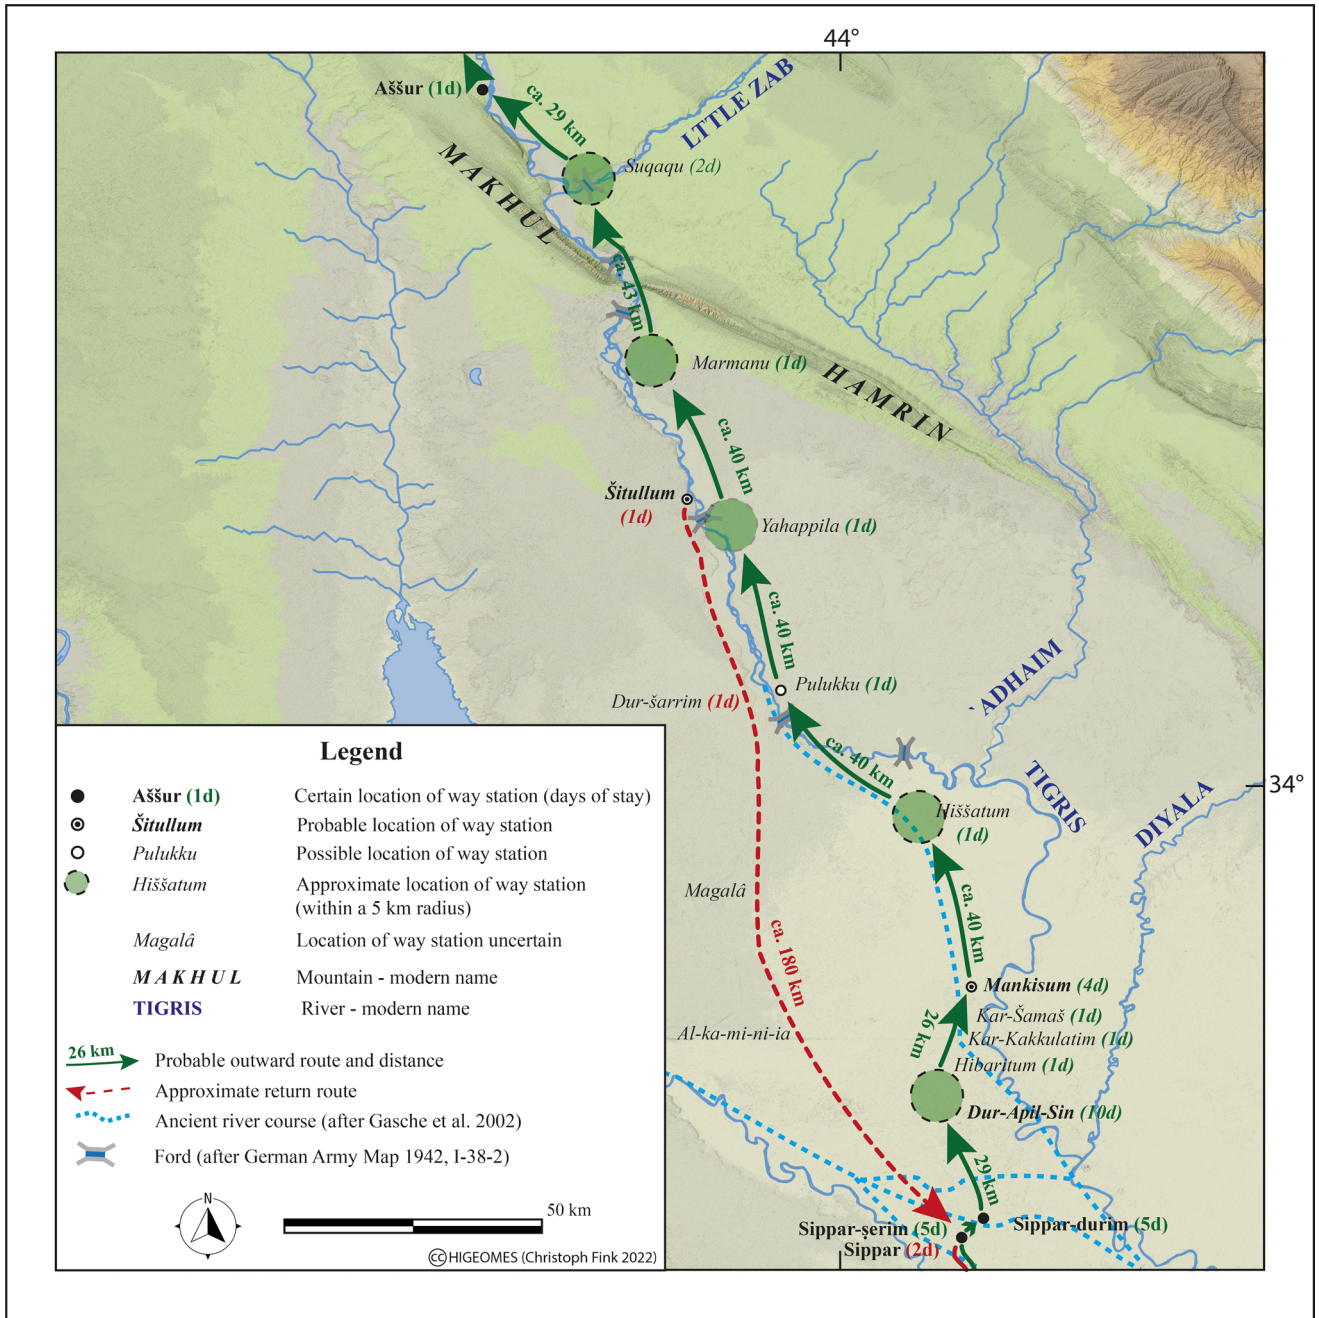 44°
Aššur (1d)
ca. 29 km
LTTLE ZAB
Suqaqu (2d)
MAKHUL
ca. 43 km
Marmanu (1d)
HAMRIN
ca. 40 km
Šitullum
(1d)
Yahappila (1d)
ca. 40 km
`ADHAIM
Pulukku (1d)
Dur-šarrim (1d)
ca. 40 km
TIGRIS
34°
DIYALA
Hiššatum
(1d)
Magalâ
ca. 40 km
ca. 180 km
Mankisum (4d)
Kar-Šamaš (1d)
26 km
Al-ka-mi-ni-ia
Kar-Kakkulatim (1d)
Hibaritum (1d)
Dur-Apil-Sin (10d)
29 km
Sippar-ṣerim (5d)
Sippar-durim (5d)
Sippar (2d)
Legend
Aššur (1d) Certain location of way station (days of stay)
Šitullum Probable location of way station
Pulukku Possible location of way station
Hiššatum Approximate location of way station
(within a 5 km radius)
Magalâ Location of way station uncertain
MAKHUL Mountain - modern name
TIGRIS River - modern name
26 km Probable outward route and distance
Approximate return route
Ancient river course (after Gasche et al. 2002)
Ford (after German Army Map 1942, I-38-2)
N
50 km
cc HIGEOMES (Christoph Fink 2022)